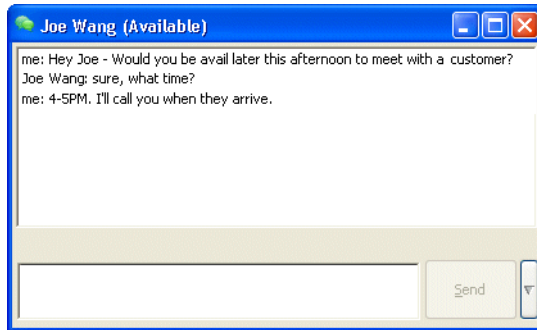 Joe Wang (Available)
me: Hey Joe - Would you be avail later this afternoon to meet with a customer?
Joe Wang: sure, what time?
me: 4-5PM. I'll call you when they arrive.
Send